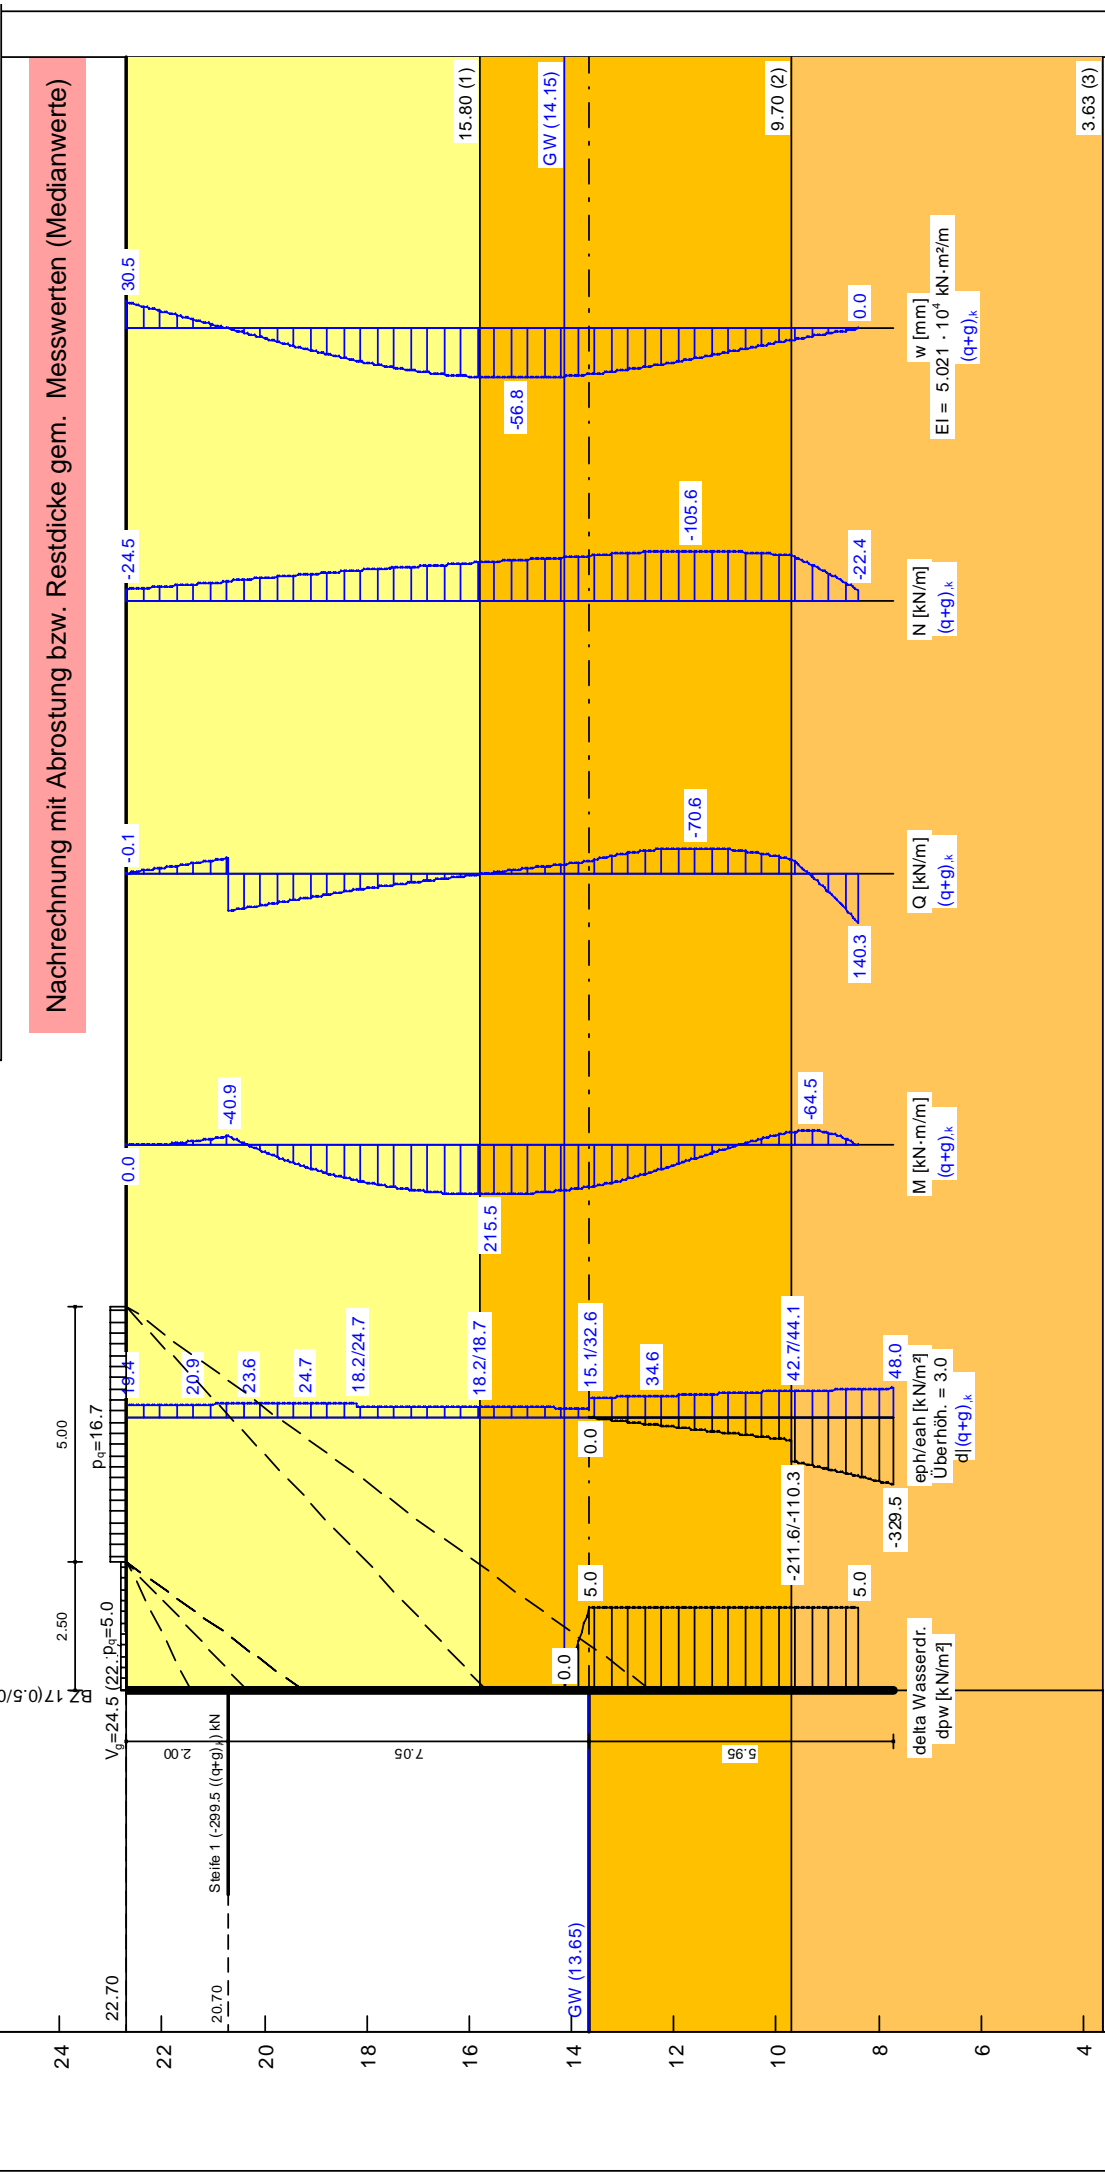 Nachrechnung mit Abrostung bzw. Restdicke gem. Messwerten (Medianwerte)
24
22
20
18
16
14
12
10
8
6
4
22.70
20.70
GW (13.65)
Steife 1 (-299.5 ((q+g),k) kN
2.00
7.05
5.95
BZ 17(0.5/0
Vg=24.5 (22.
pq=5.0
2.50
5.00
pq=16.7
0.0
5.0
5.0
delta Wasserdr.
dpw [kN/m²]
19.4
20.9
23.6
24.7
18.2/24.7
18.2/18.7
15.1/32.6
34.6
42.7/44.1
48.0
0.0
-211.6/-110.3
-329.5
eph/eah [kN/m²]
Überhöh. = 3.0
d|(q+g),k
0.0
-40.9
215.5
-64.5
M [kN·m/m]
(q+g),k
-0.1
-70.6
140.3
Q [kN/m]
(q+g),k
-24.5
-105.6
-22.4
N [kN/m]
(q+g),k
30.5
-56.8
0.0
w [mm]
EI = 5.021 · 10⁴ kN·m²/m
(q+g),k
15.80 (1)
GW (14.15)
9.70 (2)
3.63 (3)